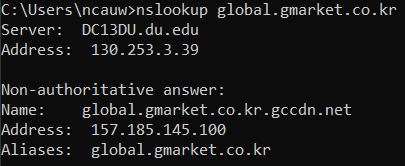 C:\Users\ncauw>nslookup global.gmarket.co.kr
Server:  DC13DU.du.edu
Address:  130.253.3.39

Non-authoritative answer:
Name:    global.gmarket.co.kr.gccdn.net
Address:  157.185.145.100
Aliases:  global.gmarket.co.kr